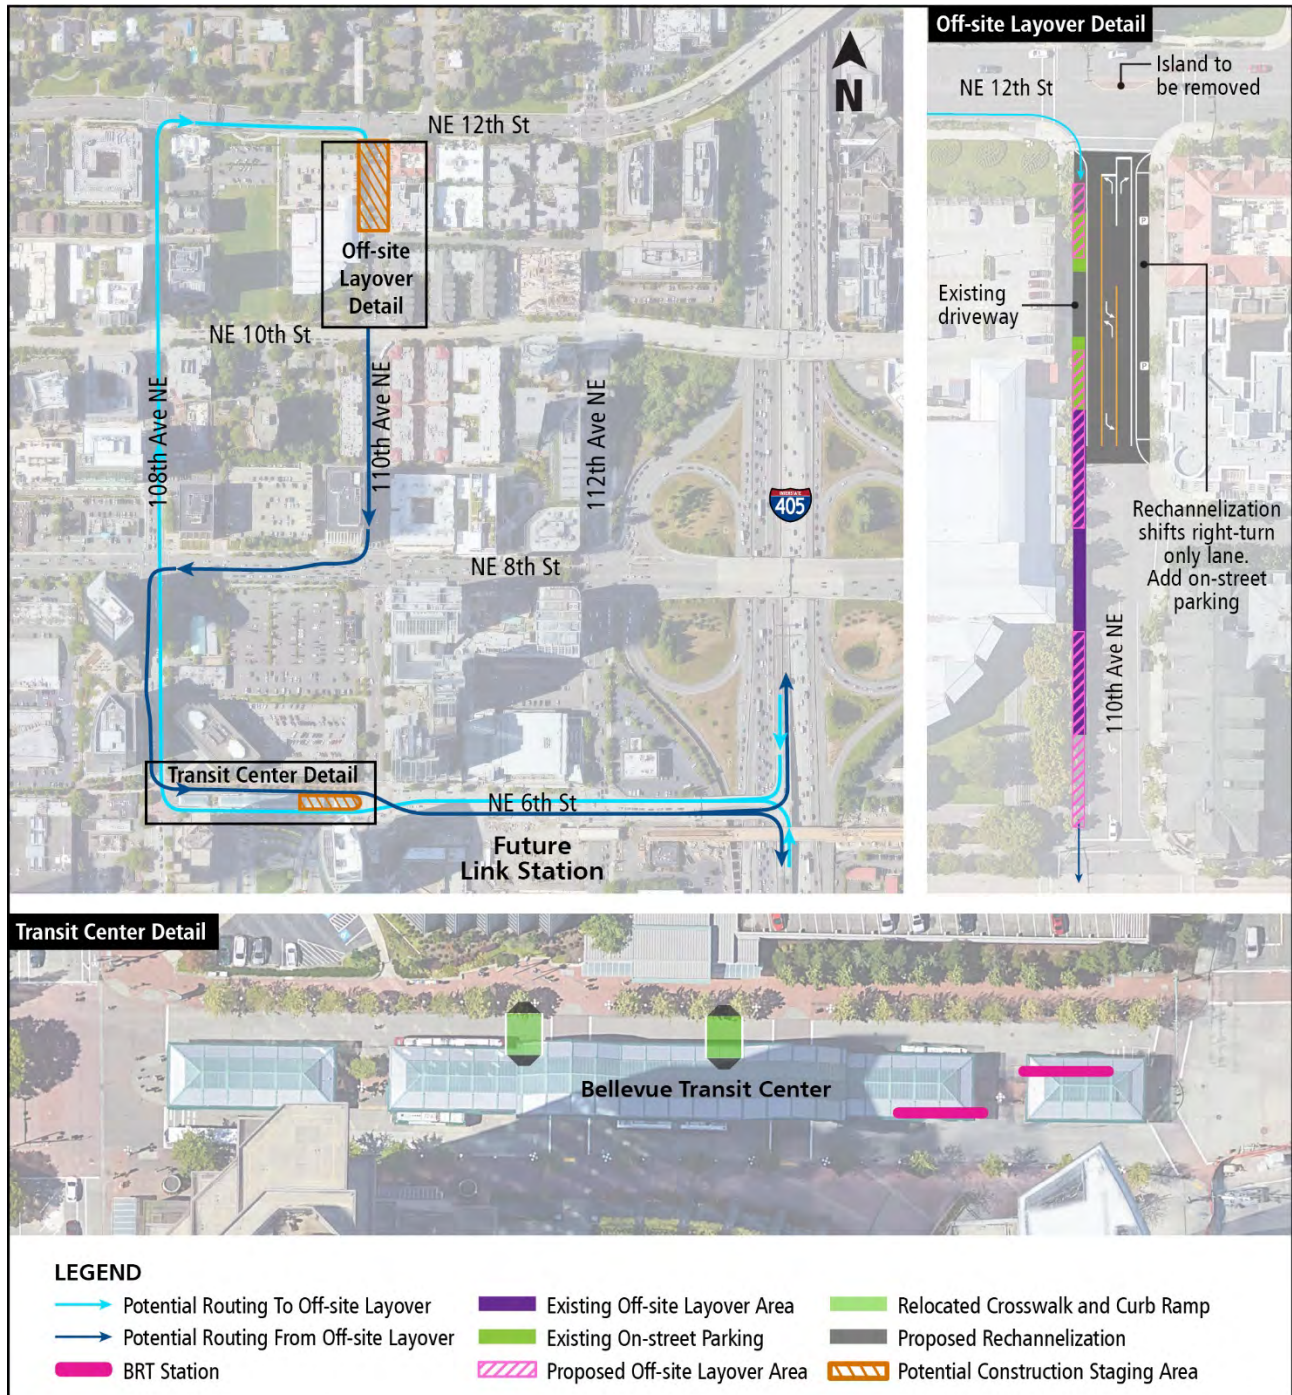 Off-site Layover Detail
N
NE 12th St
Off-site
Layover
Detail
NE 10th St
108th Ave NE
110th Ave NE
112th Ave NE
INTERSTATE
405
NE 8th St
Transit Center Detail
NE 6th St
Future
Link Station
NE 12th St
Island to
be removed
P
Existing
driveway
P
Rechannelization
shifts right-turn
only lane.
Add on-street
parking
110th Ave NE
Transit Center Detail
Bellevue Transit Center
LEGEND
Potential Routing To Off-site Layover
Potential Routing From Off-site Layover
BRT Station
Existing Off-site Layover Area
Existing On-street Parking
Proposed Off-site Layover Area
Relocated Crosswalk and Curb Ramp
Proposed Rechannelization
Potential Construction Staging Area